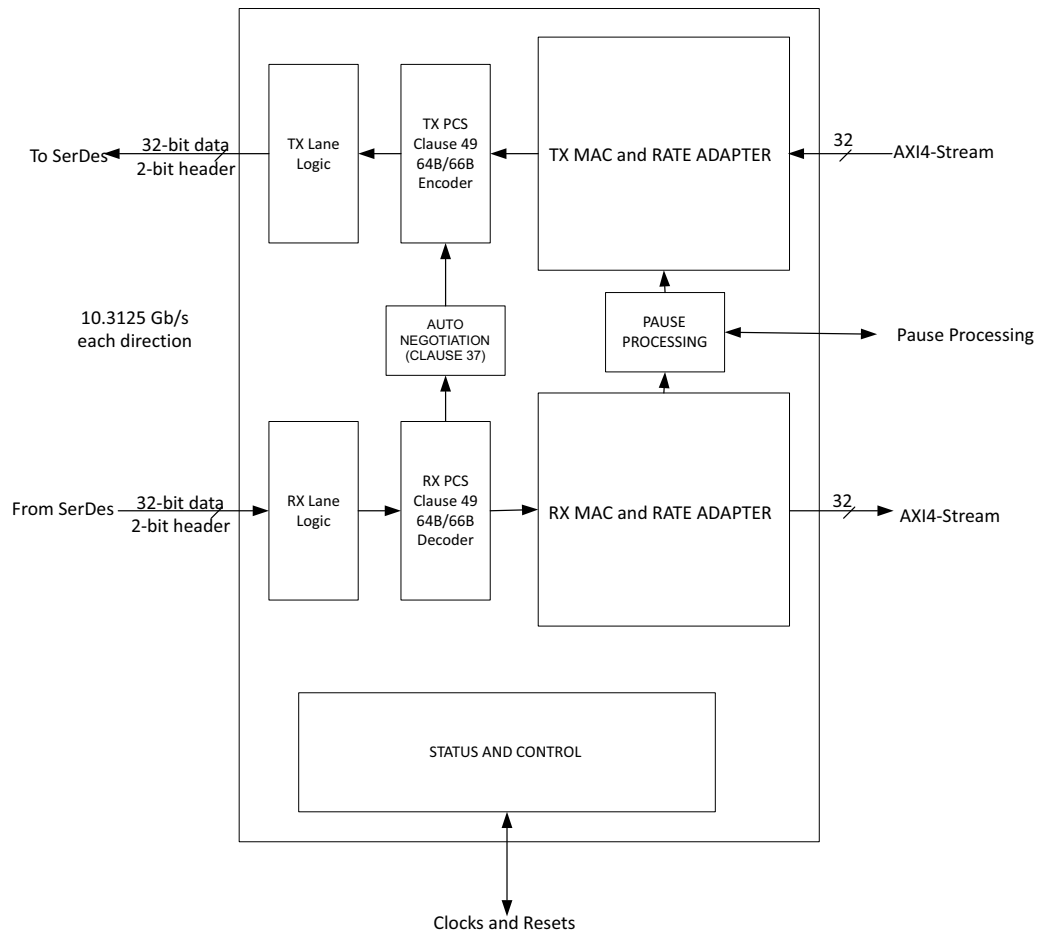 TX Lane
Logic
TX PCS
Clause 49
64B/66B
Encoder
TX MAC and RATE ADAPTER
To SerDes
32-bit data
2-bit header
32
AXI4-Stream
10.3125 Gb/s
each direction
AUTO
NEGOTIATION
(CLAUSE 37)
PAUSE
PROCESSING
Pause Processing
From SerDes
32-bit data
2-bit header
RX Lane
Logic
RX PCS
Clause 49
64B/66B
Decoder
RX MAC and RATE ADAPTER
32
AXI4-Stream
STATUS AND CONTROL
Clocks and Resets